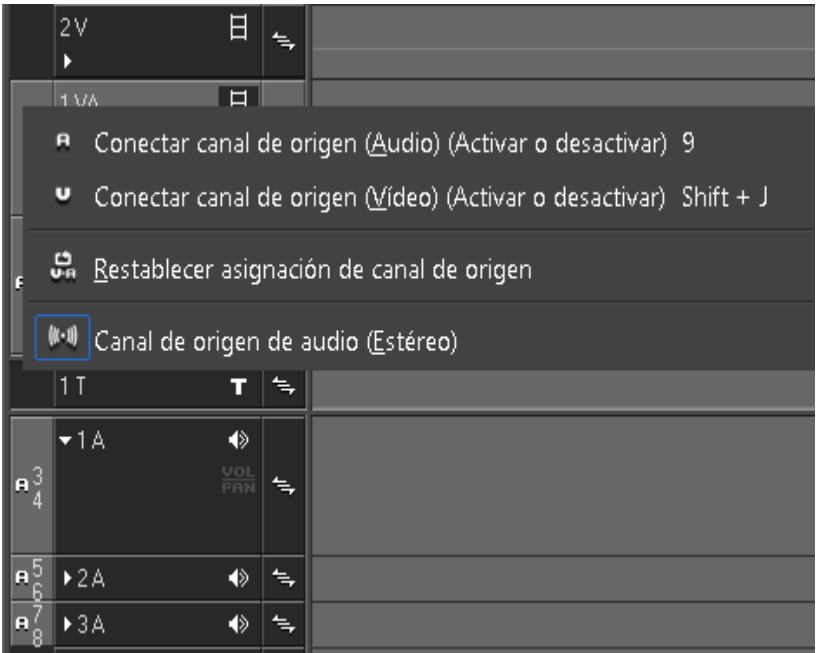 2 V
1 VA
A Conectar canal de origen (Audio) (Activar o desactivar) 9
U Conectar canal de origen (Vídeo) (Activar o desactivar) Shift + J
U-A Restablecer asignación de canal de origen
Canal de origen de audio (Estéreo)
1 T T
1 A
VOL
PAN
A 3
4
A 5
6
2 A
A 7
8
3 A